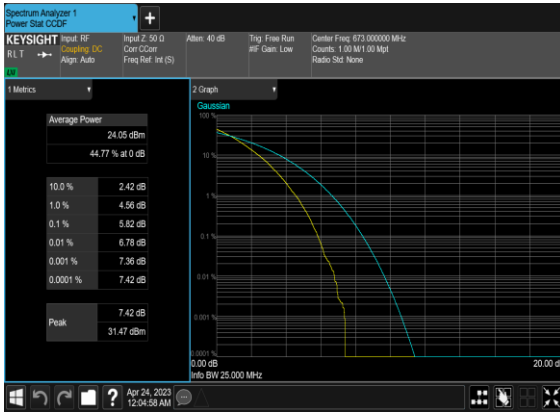 Spectrum Analyzer 1
Power Stat CCDF
+
KEYSIGHT
RLT
LV
Input: RF
Coupling: DC
Align: Auto
Input Z: 50 Ω
Corr CCorr
Freq Ref: Int (S)
Atten: 40 dB
Trig: Free Run
#IF Gain: Low
Center Freq: 673.000000 MHz
Counts: 1.00 M/1.00 Mpt
Radio Std: None
1 Metrics
Average Power
24.05 dBm
44.77 % at 0 dB
10.0 % 2.42 dB
1.0 % 4.56 dB
0.1 % 5.82 dB
0.01 % 6.78 dB
0.001 % 7.36 dB
0.0001 % 7.42 dB
Peak
7.42 dB
31.47 dBm
2 Graph
Gaussian
100 %
10 %
1 %
0.1 %
0.01 %
0.001 %
0.0001 %
0.00 dB
20.00 d
Info BW 25.000 MHz
?
Apr 24, 2023
12:04:58 AM